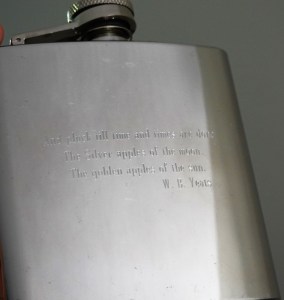 And pluck till time and times are done
The Silver apples of the moon
The golden apples of the sun.
W. B. Yeats